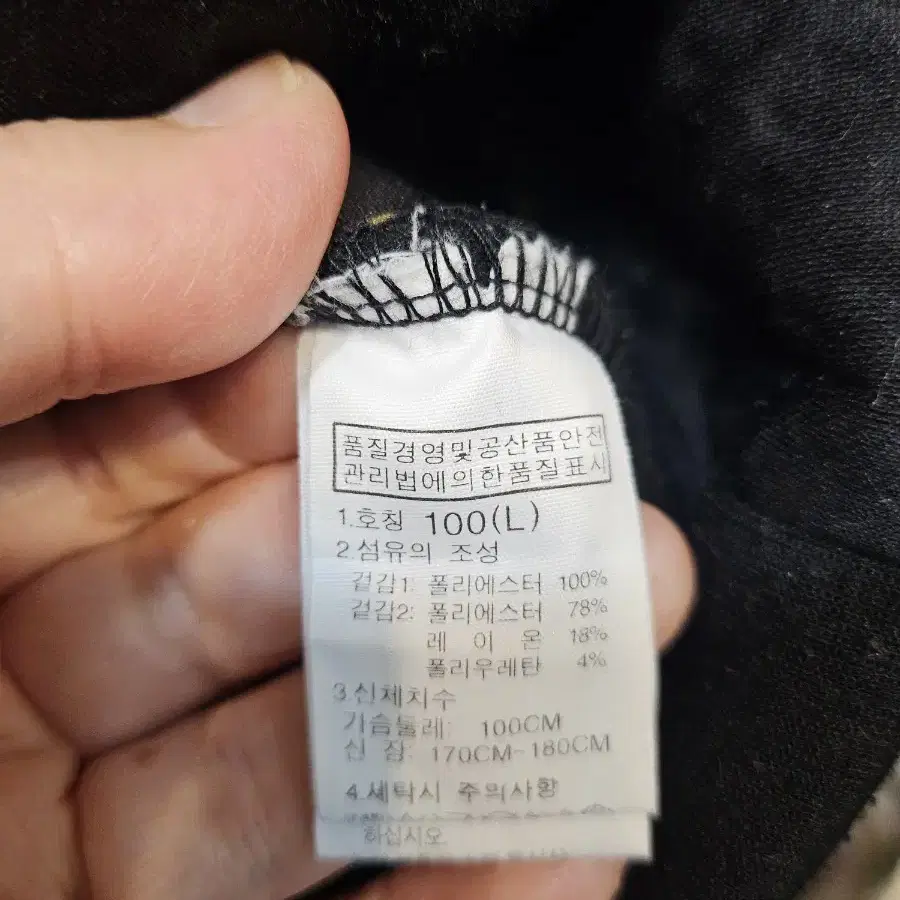 품질경영및공산품안전
관리법에의한품질표시
1.호칭 100(L)
2.섬유의 조성
겉감1: 폴리에스터 100%
겉감2: 폴리에스터 78%
레 이 온 18%
폴리우레탄 4%
3.신체치수
가슴둘레: 100CM
신 장: 170CM~180CM
4.세탁시 주의사항
화십시오.